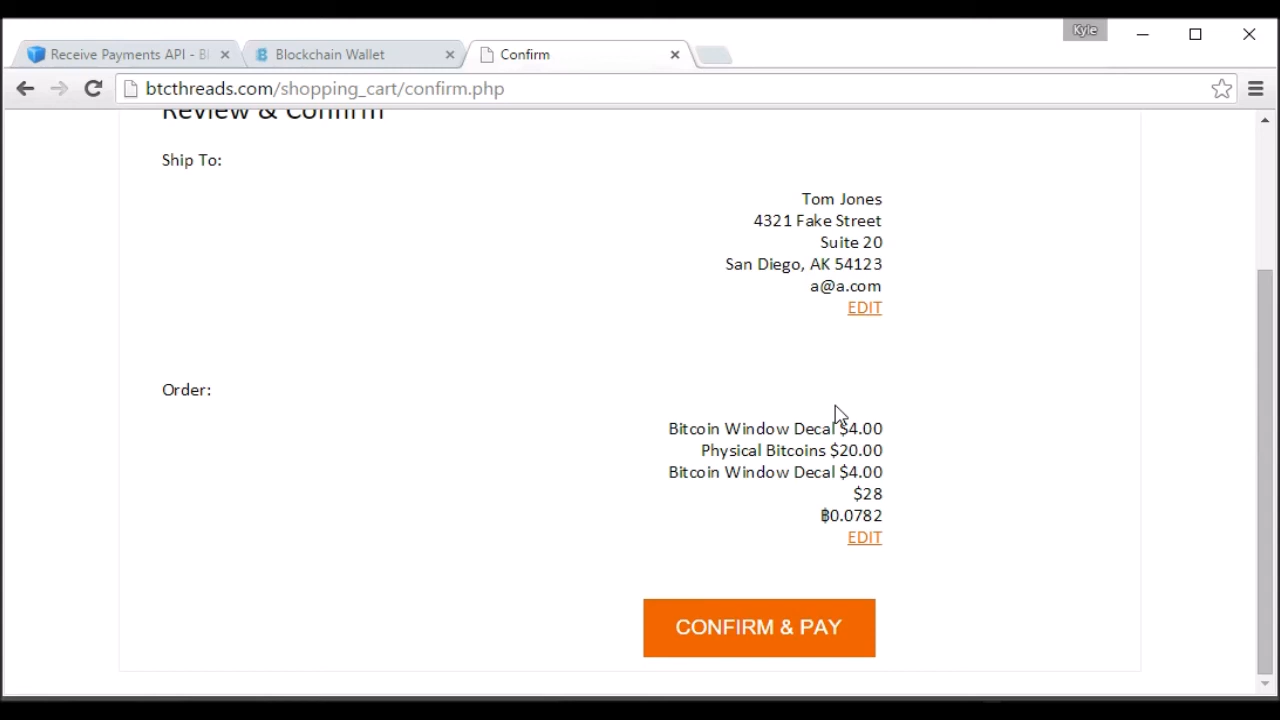 Kyle
Receive Payments API - Bl
Blockchain Wallet
Confirm
btcthreads.com/shopping_cart/confirm.php
Review & Confirm
Ship To:
Tom Jones
4321 Fake Street
Suite 20
San Diego, AK 54123
a@a.com
EDIT
Order:
Bitcoin Window Decal $4.00
Physical Bitcoins $20.00
Bitcoin Window Decal $4.00
$28
฿0.0782
EDIT
CONFIRM & PAY